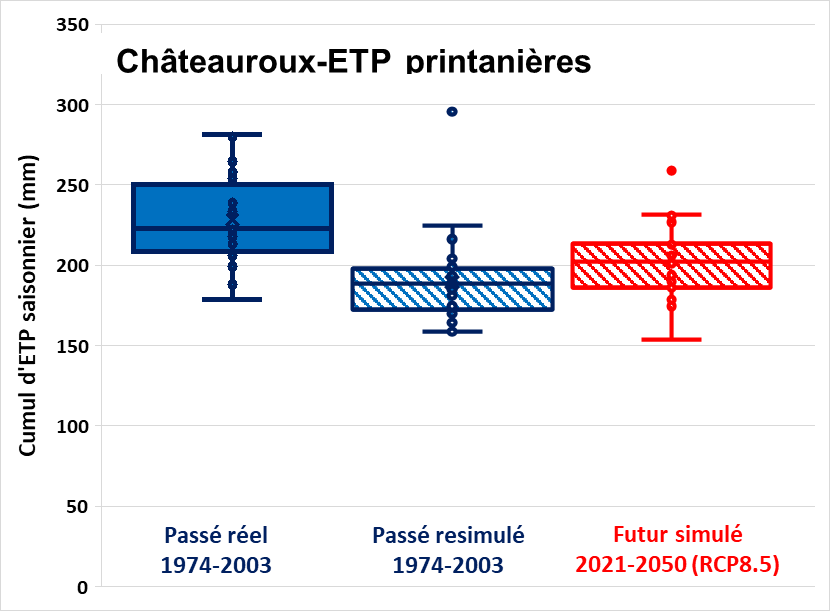 Châteauroux-ETP printanières
Cumul d'ETP saisonnier (mm)
350
300
250
200
150
100
50
0
Passé réel
1974-2003
Passé resimulé
1974-2003
Futur simulé
2021-2050 (RCP8.5)